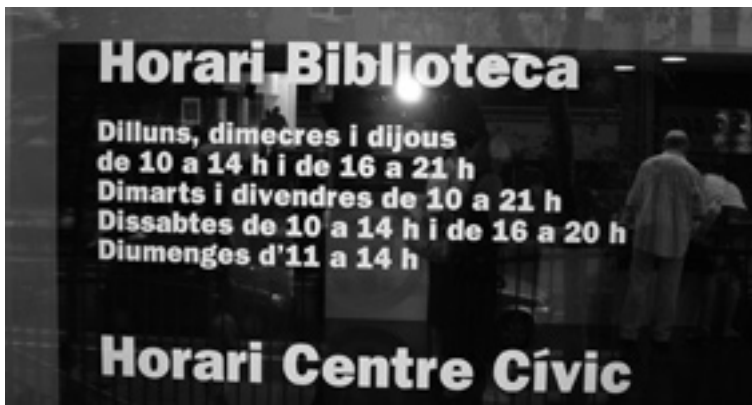 Horari Biblioteca
Dilluns, dimecres i dijous
de 10 a 14 h i de 16 a 21 h
Dimarts i divendres de 10 a 21 h
Dissabtes de 10 a 14 h i de 16 a 20 h
Diumenges d'11 a 14 h
Horari Centre Cívic